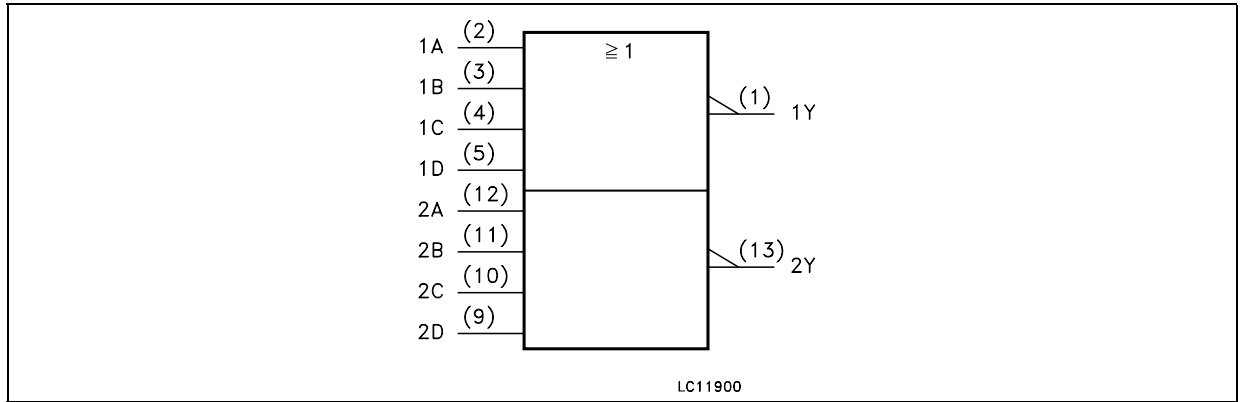 ≧ 1
1A (2)
1B (3)
1C (4)
1D (5)
2A (12)
2B (11)
2C (10)
2D (9)
(1) 1Y
(13) 2Y
LC11900